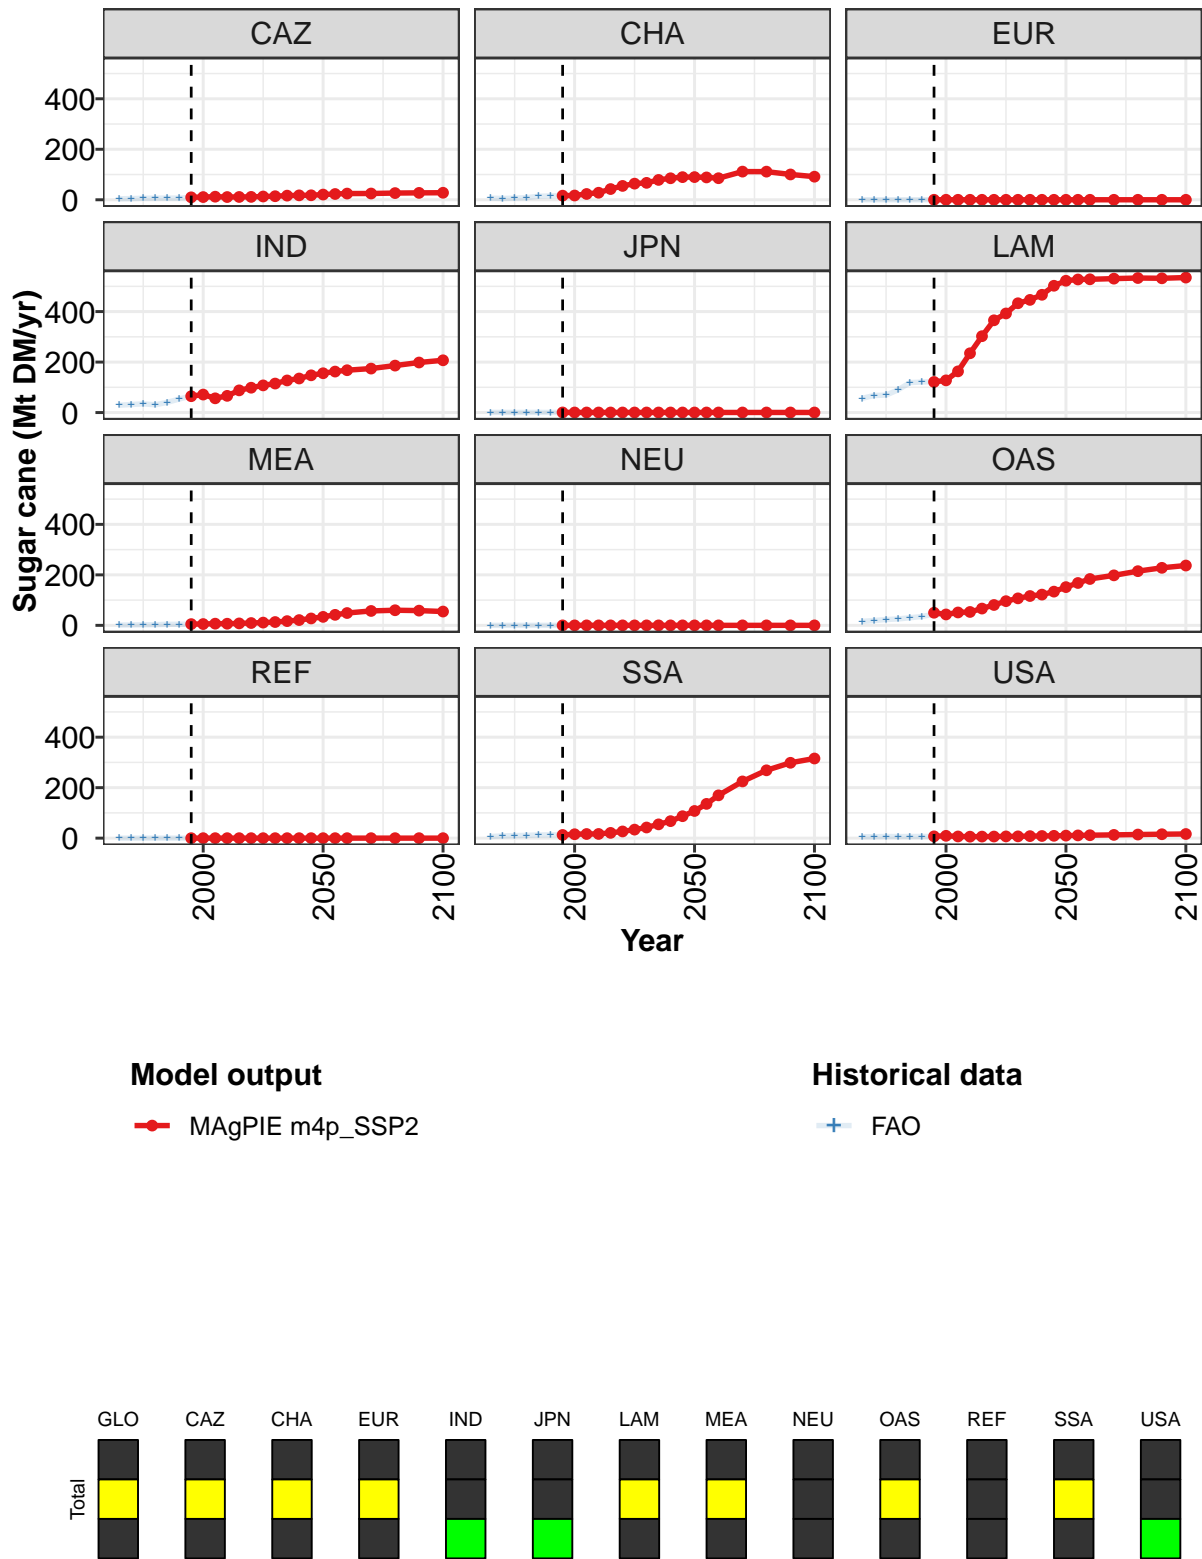 CAZ CHA EUR
400
200
0
IND JPN LAM
400
200
0
MEA NEU OAS
400
200
0
REF SSA USA
400
200
0
2000 2050 2100 2000 2050 2100 2000 2050 2100
Sugar cane (Mt DM/yr)
Year
Model output
MAgPIE m4p_SSP2
Historical data
FAO
GLO CAZ CHA EUR IND JPN LAM MEA NEU OAS REF SSA USA
Total